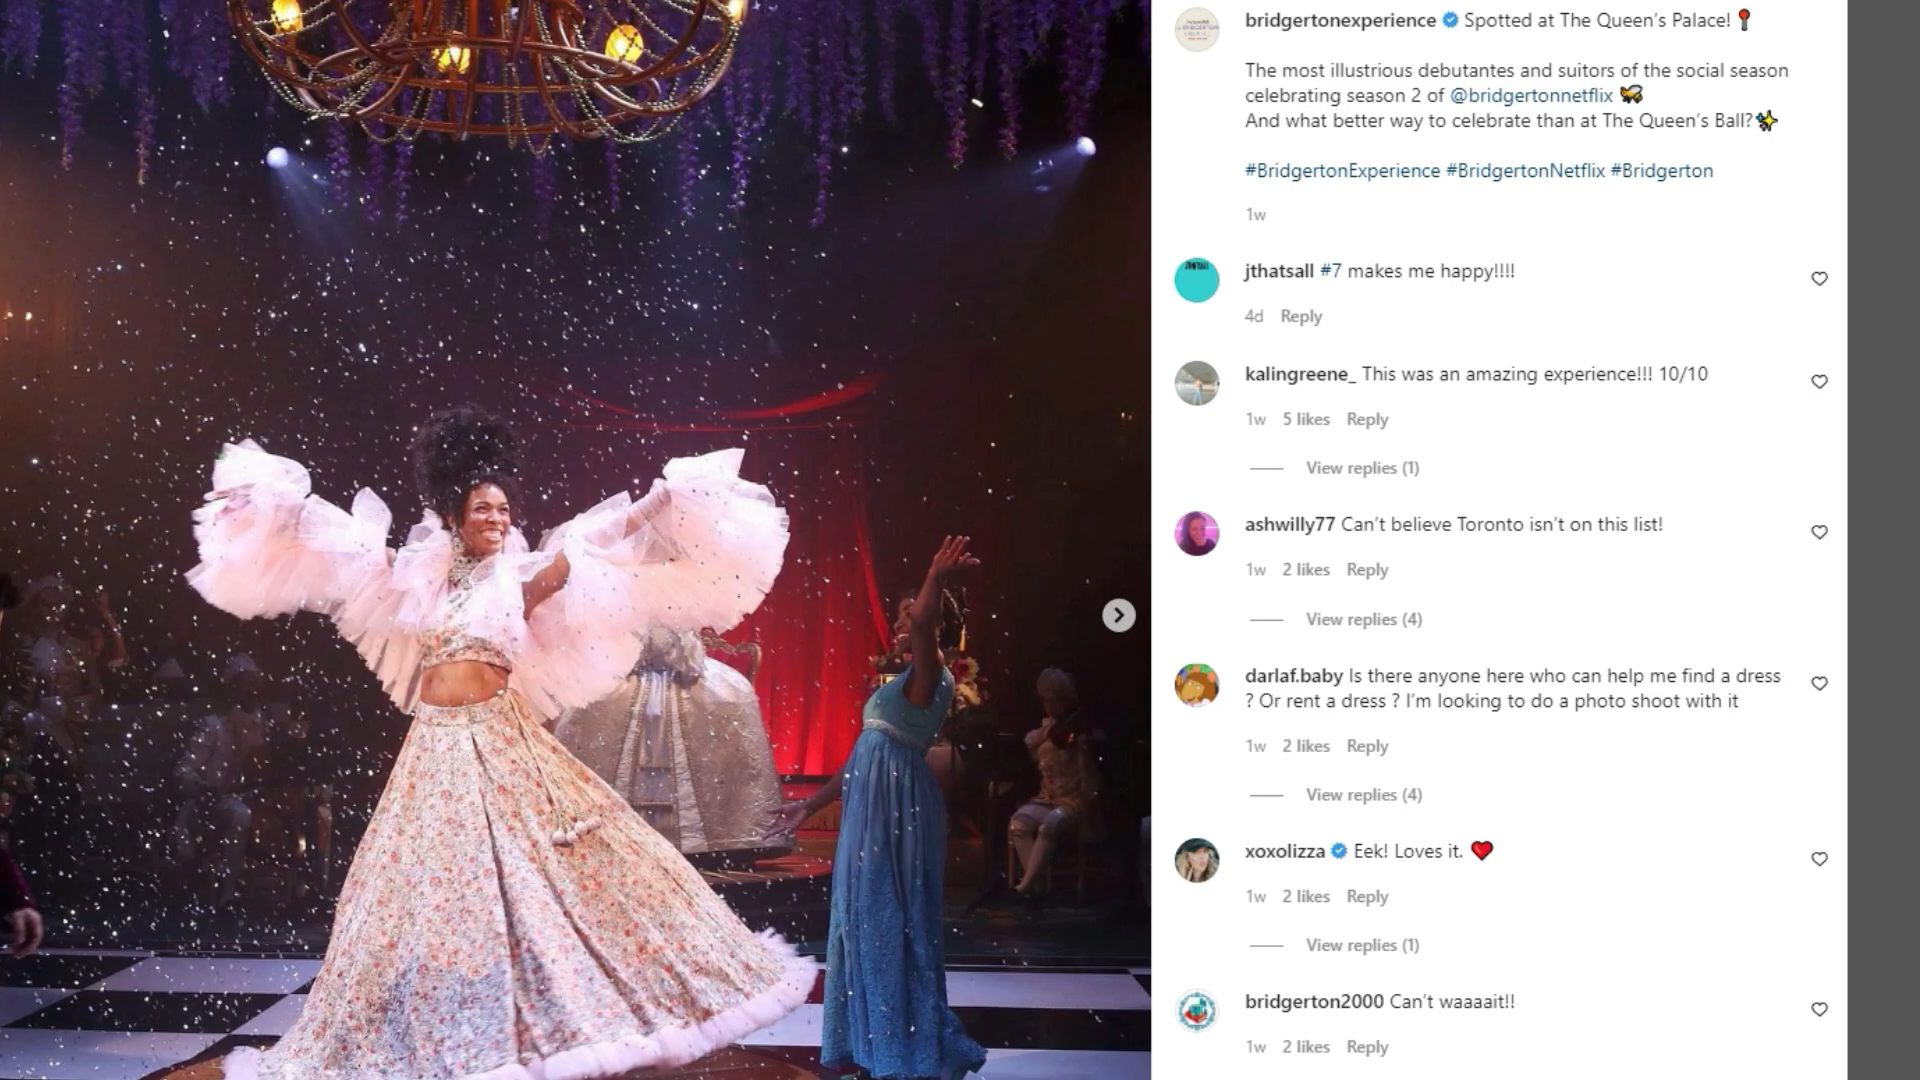 bridgertonexperience Spotted at The Queen's Palace!📍
The most illustrious debutantes and suitors of the social season
celebrating season 2 of @bridgertonnetflix 🐝
And what better way to celebrate than at The Queen's Ball?✨
#BridgertonExperience #BridgertonNetflix #Bridgerton
1w
jthatsall #7 makes me happy!!!!
4d Reply
kalingreene_ This was an amazing experience!!! 10/10
1w 5 likes Reply
View replies (1)
ashwilly77 Can't believe Toronto isn't on this list!
1w 2 likes Reply
View replies (4)
darlaf.baby Is there anyone here who can help me find a dress
? Or rent a dress ? I'm looking to do a photo shoot with it
1w 2 likes Reply
View replies (4)
xoxolizza Eek! Loves it. ❤️
1w 2 likes Reply
View replies (1)
bridgerton2000 Can't waaaait!!
1w 2 likes Reply